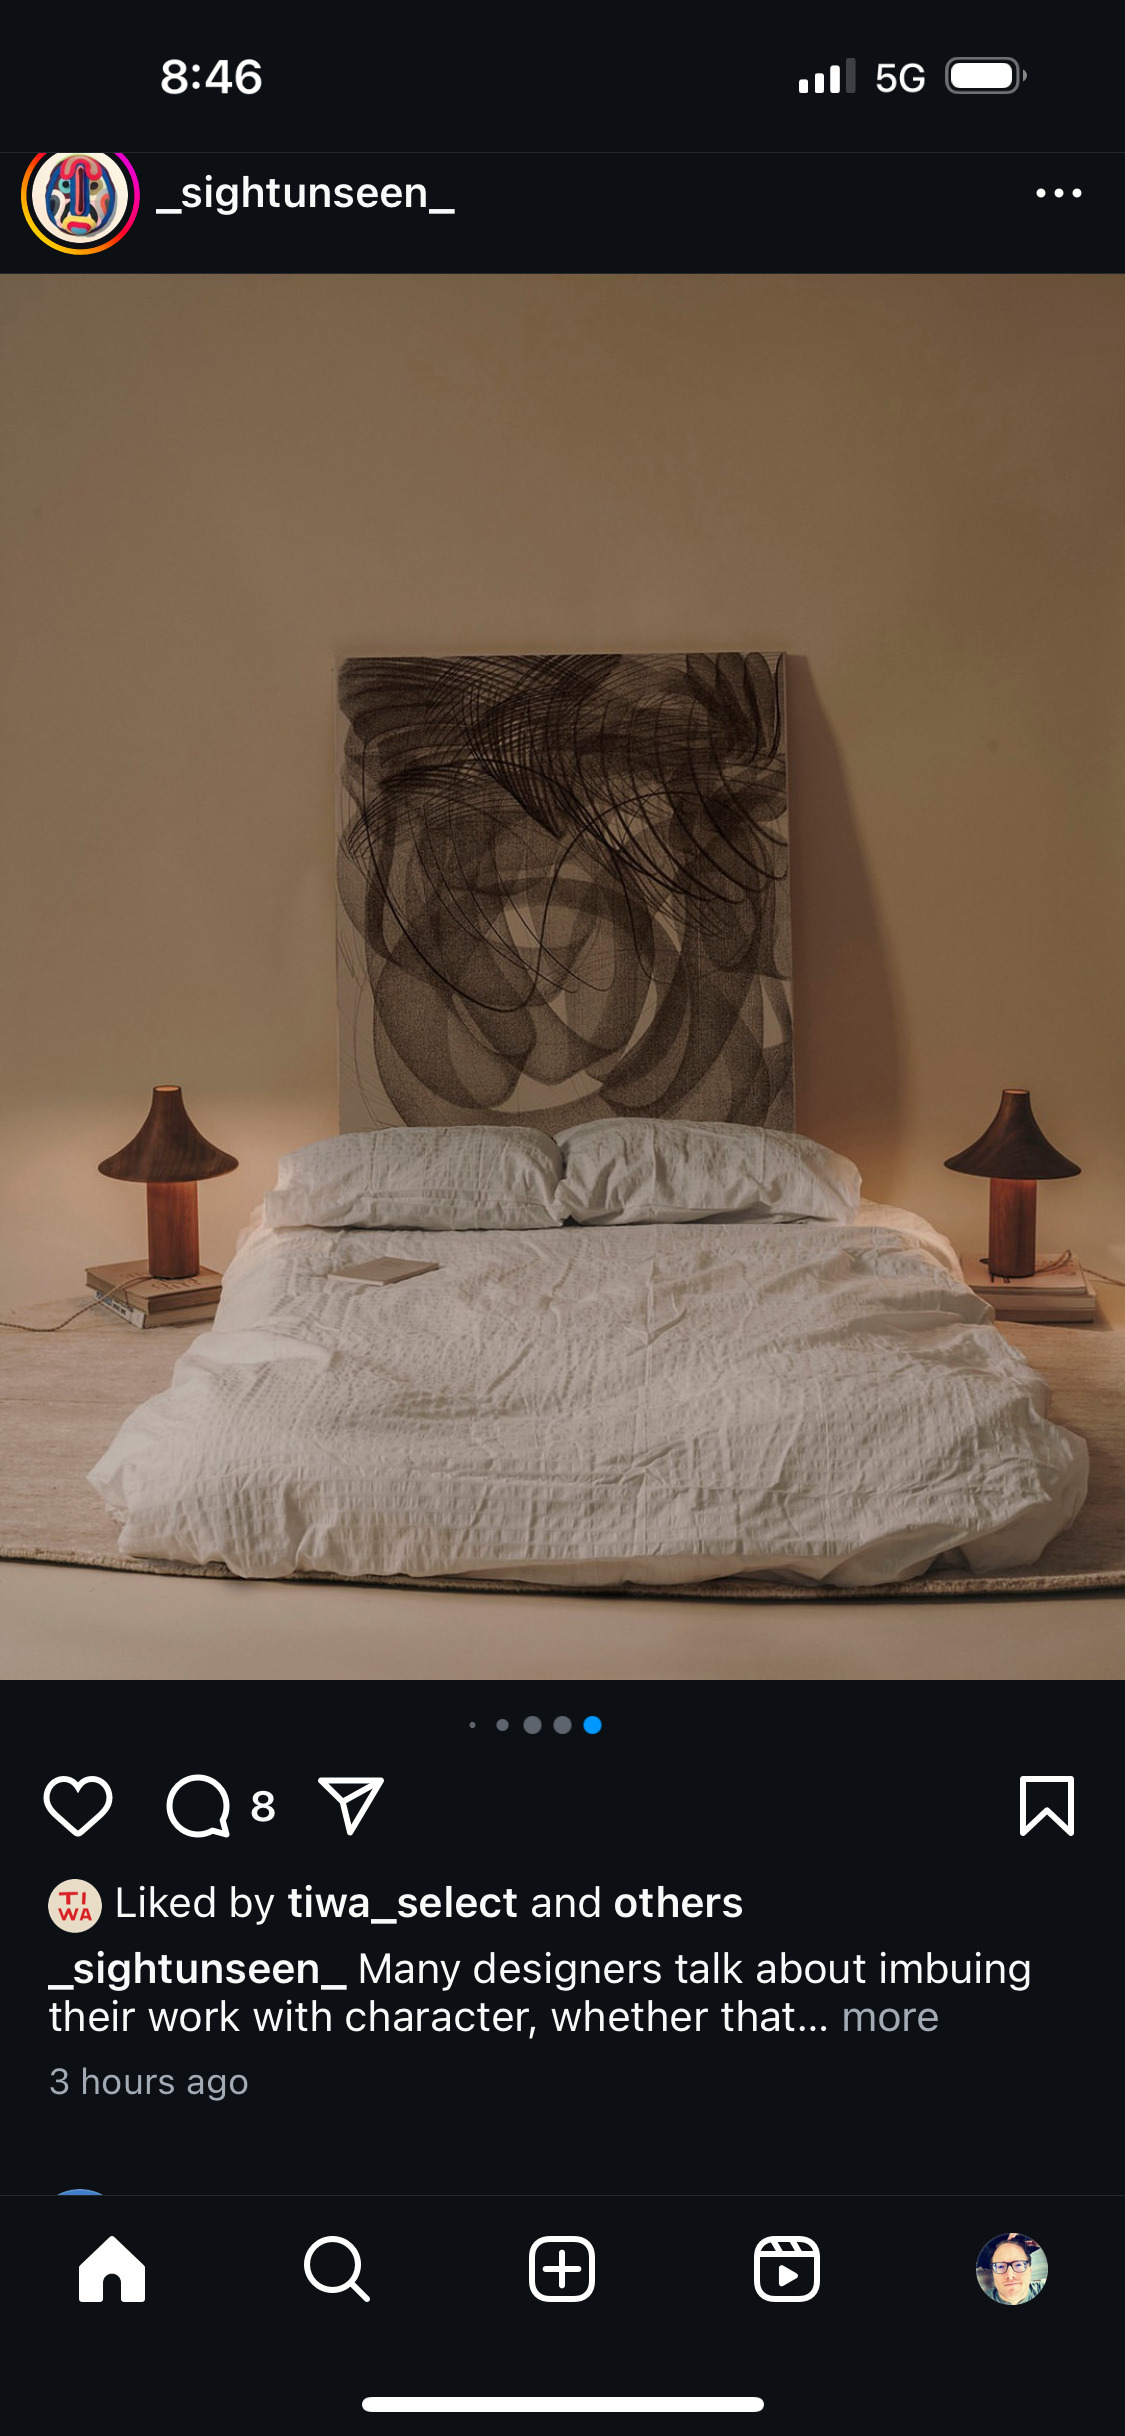 8:46
5G
_sightunseen_
8
TI
WA
Liked by tiwa_select and others
_sightunseen_ Many designers talk about imbuing
their work with character, whether that... more
3 hours ago